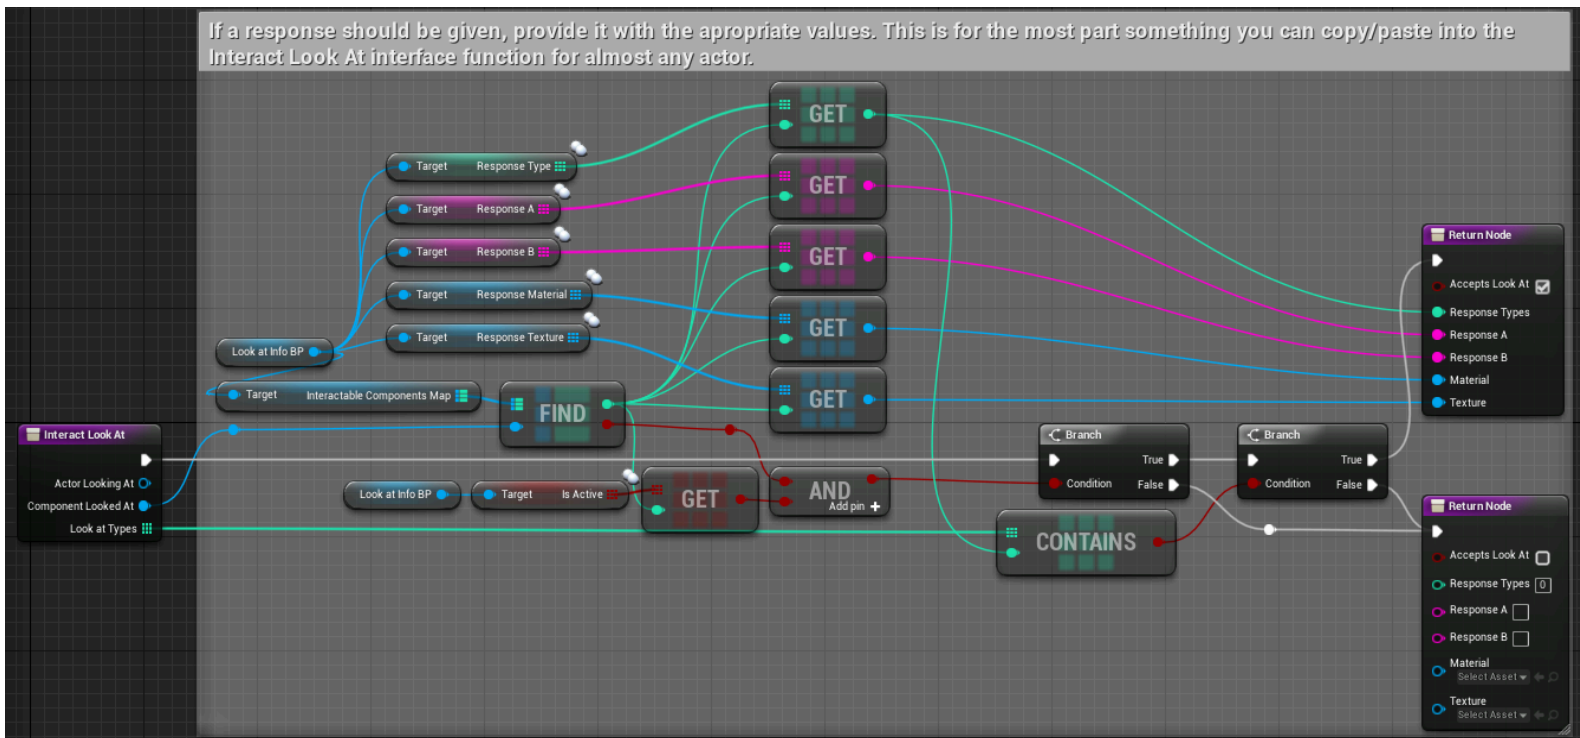 If a response should be given, provide it with the apropriate values. This is for the most part something you can copy/paste into the
Interact Look At interface function for almost any actor.
GET
Target Response Type
GET
Target Response A
Return Node
GET
Target Response B
Accepts Look At
Target Response Material
Response Types
GET
Response A
Target Response Texture
Look at Info BP
Response B
Material
Target Interactable Components Map
GET
Texture
FIND
Interact Look At
Branch
Branch
True
True
Actor Looking At
Condition False
Condition False
Look at Info BP
Target Is Active
GET
AND
Add pin +
Component Looked At
Return Node
Look at Types
CONTAINS
Accepts Look At
Response Types 0
Response A
Response B
Material
Select Asset
Texture
Select Asset